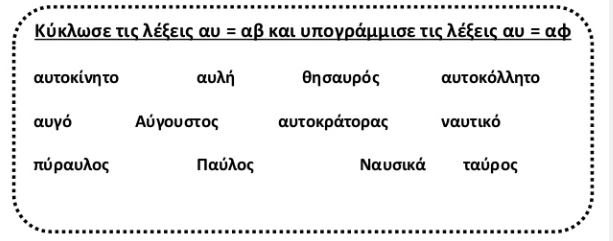 Κύκλωσε τις λέξεις αυ = αβ και υπογράμμισε τις λέξεις αυ = αφ
αυτοκίνητο αυλή θησαυρός αυτοκόλλητο
αυγό Αύγουστος αυτοκράτορας ναυτικό
πύραυλος Παύλος Ναυσικά ταύρος